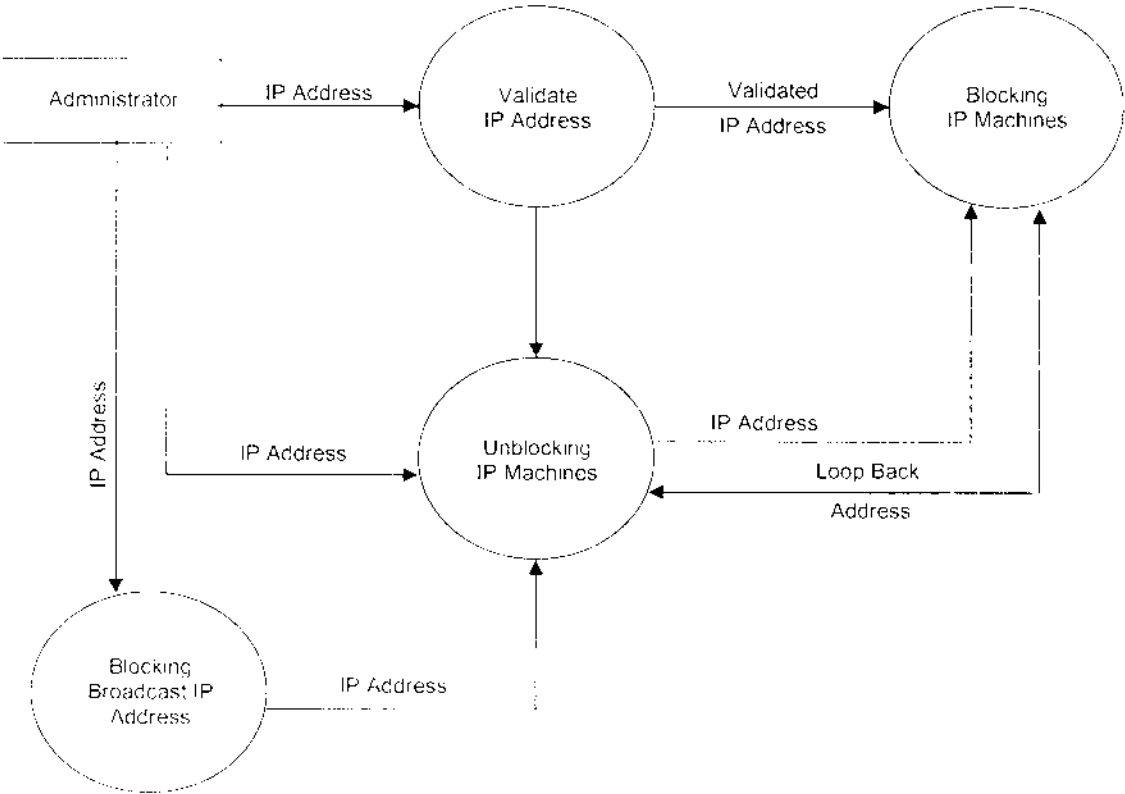 Administrator
IP Address
Validate
IP Address
Validated
IP Address
Blocking
IP Machines
IP Address
IP Address
Unblocking
IP Machines
IP Address
Loop Back
Address
Blocking
Broadcast IP
Address
IP Address